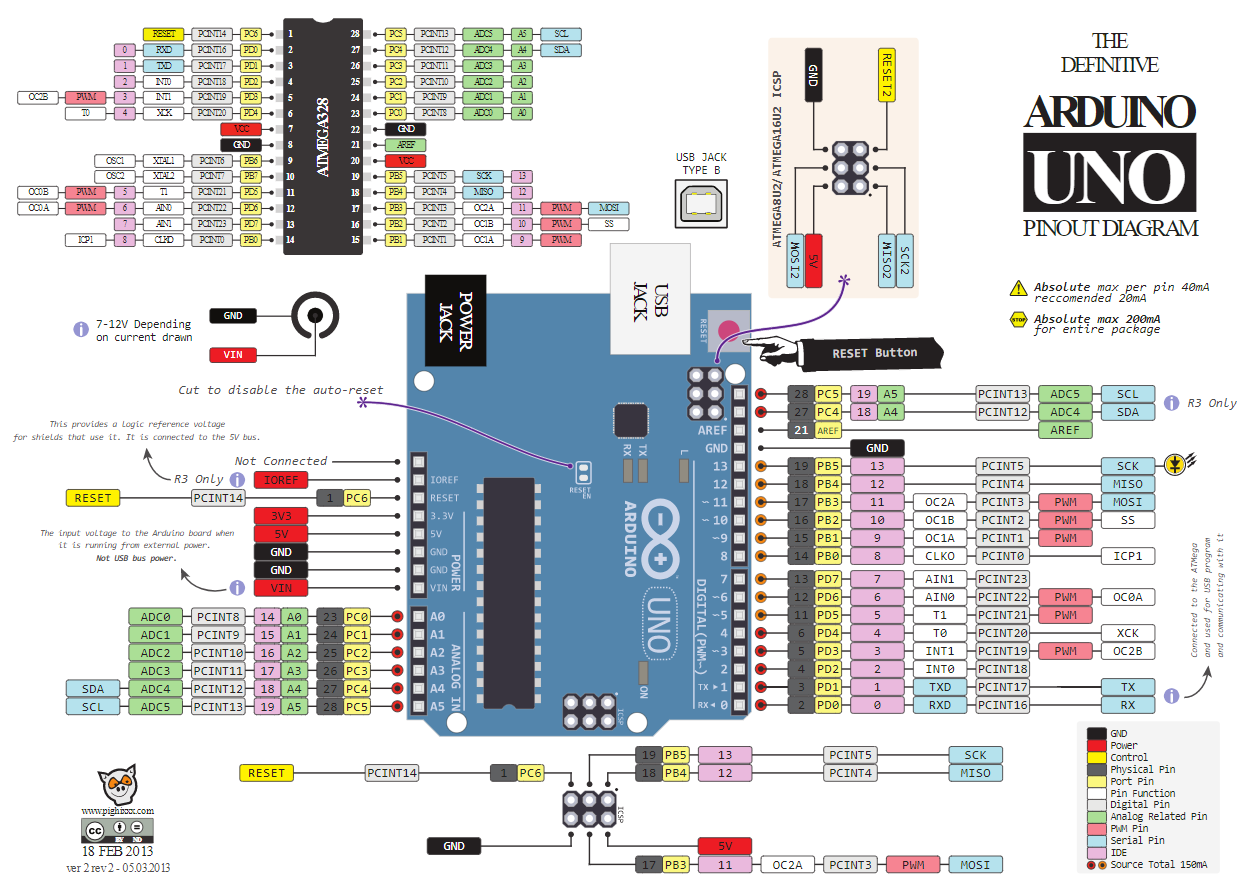 THE
DEFINITIVE
ARDUINO
UNO
PINOUT DIAGRAM
Absolute max per pin 40mA
reccomended 20mA
STOP
Absolute max 200mA
for entire package
ATMEGA328
RESET PCINT14 PC6 1
0 RXD PCINT16 PD0 2
1 TXD PCINT17 PD1 3
2 INT0 PCINT18 PD2 4
OC2B PWM 3 INT1 PCINT19 PD3 5
T0 4 XCK PCINT20 PD4 6
VCC 7
GND 8
OSC1 XTAL1 PCINT6 PB6 9
OSC2 XTAL2 PCINT7 PB7 10
OC0B PWM 5 T1 PCINT21 PD5 11
OC0A PWM 6 AIN0 PCINT22 PD6 12
7 AIN1 PCINT23 PD7 13
ICP1 8 CLKO PCINT0 PB0 14
28 PC5 PCINT13 ADC5 A5 SCL
27 PC4 PCINT12 ADC4 A4 SDA
26 PC3 PCINT11 ADC3 A3
25 PC2 PCINT10 ADC2 A2
24 PC1 PCINT9 ADC1 A1
23 PC0 PCINT8 ADC0 A0
22 GND
21 AREF
20 VCC
19 PB5 PCINT5 SCK 13
18 PB4 PCINT4 MISO 12
17 PB3 PCINT3 OC2A 11 PWM MOSI
16 PB2 PCINT2 OC1B 10 PWM SS
15 PB1 PCINT1 OC1A 9 PWM
USB JACK
TYPE B
ATMEGA8U2/ATMEGA16U2 ICSP
GND
RESET2
MOSI2
5V
MISO2
SCK2
POWER
JACK
USB
JACK
RESET
RESET Button
7-12V Depending
on current drawn
GND
VIN
Cut to disable the auto-reset
This provides a logic reference voltage
for shields that use it. It is connected to the 5V bus.
Not Connected
R3 Only IOREF
RESET PCINT14 1 PC6
3V3
5V
GND
GND
VIN
The input voltage to the Arduino board when
it is running from external power.
Not USB bus power.
ADC0 PCINT8 14 A0 23 PC0
ADC1 PCINT9 15 A1 24 PC1
ADC2 PCINT10 16 A2 25 PC2
ADC3 PCINT11 17 A3 26 PC3
SDA ADC4 PCINT12 18 A4 27 PC4
SCL ADC5 PCINT13 19 A5 28 PC5
IOREF
RESET
3.3V
5V
GND
GND
VIN
POWER
A0
A1
A2
A3
A4
A5
ANALOG IN
RESET
EN
RX
TX
L
ARDUINO
UNO
ON
ICSP
DIGITAL(PWM~)
AREF
GND
13
12
~ 11
~ 10
~ 9
8
7
~6
~5
4
~3
2
TX ▸ 1
RX ◂ 0
28 PC5 19 A5 PCINT13 ADC5 SCL
27 PC4 18 A4 PCINT12 ADC4 SDA
R3 Only
21 AREF AREF
GND
19 PB5 13 PCINT5 SCK
18 PB4 12 PCINT4 MISO
17 PB3 11 OC2A PCINT3 PWM MOSI
16 PB2 10 OC1B PCINT2 PWM SS
15 PB1 9 OC1A PCINT1 PWM
14 PB0 8 CLKO PCINT0 ICP1
13 PD7 7 AIN1 PCINT23
12 PD6 6 AIN0 PCINT22 PWM OC0A
11 PD5 5 T1 PCINT21 PWM
6 PD4 4 T0 PCINT20 XCK
5 PD3 3 INT1 PCINT19 PWM OC2B
4 PD2 2 INT0 PCINT18
3 PD1 1 TXD PCINT17 TX
2 PD0 0 RXD PCINT16 RX
Connected to the ATMega
and used for USB program
and communicating with it
19 PB5 13 PCINT5 SCK
18 PB4 12 PCINT4 MISO
RESET PCINT14 1 PC6
ICSP
GND
5V
17 PB3 11 OC2A PCINT3 PWM MOSI
GND
Power
Control
Physical Pin
Port Pin
Pin Function
Digital Pin
Analog Related Pin
PWM Pin
Serial Pin
IDE
Source Total 150mA
www.pighixxx.com
cc
BY ND
18 FEB 2013
ver 2 rev 2 - 05.03.2013